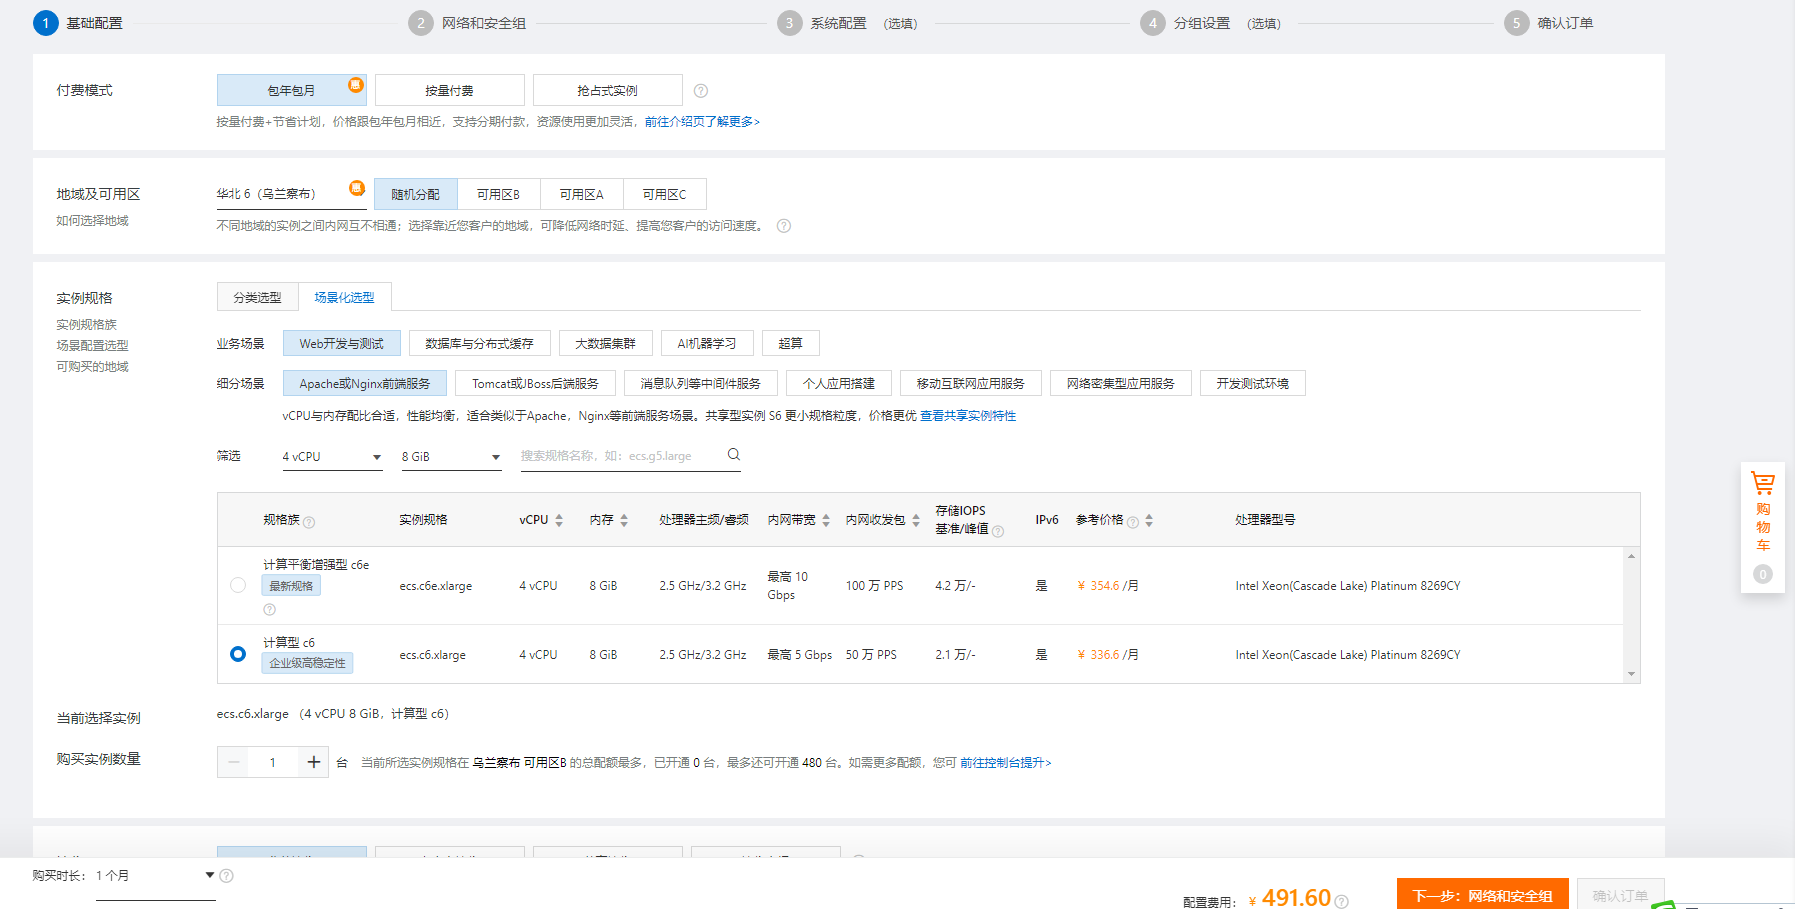 1 基础配置
2 网络和安全组
3 系统配置 (选填)
4 分组设置 (选填)
5 确认订单
付费模式
包年包月 惠
按量付费
抢占式实例
按量付费+节省计划，价格跟包年包月相近，支持分期付款，资源使用更加灵活，前往介绍页了解更多>
地域及可用区
如何选择地域
华北 6（乌兰察布） 惠
随机分配
可用区B
可用区A
可用区C
不同地域的实例之间内网互不相通；选择靠近您客户的地域，可降低网络时延、提高您客户的访问速度。
实例规格
实例规格族
场景配置选型
可购买的地域
分类选型
场景化选型
业务场景
Web开发与测试
数据库与分布式缓存
大数据集群
AI机器学习
超算
细分场景
Apache或Nginx前端服务
Tomcat或JBoss后端服务
消息队列等中间件服务
个人应用搭建
移动互联网应用服务
网络密集型应用服务
开发测试环境
vCPU与内存配比合适，性能均衡，适合类似于Apache，Nginx等前端服务场景。共享型实例 S6 更小规格粒度，价格更优 查看共享实例特性
筛选
4 vCPU
8 GiB
搜索规格名称，如：ecs.g5.large
规格族
实例规格
vCPU
内存
处理器主频/睿频
内网带宽
内网收发包
存储IOPS
基准/峰值
IPv6
参考价格
处理器型号
计算平衡增强型 c6e
最新规格
ecs.c6e.xlarge
4 vCPU
8 GiB
2.5 GHz/3.2 GHz
最高 10
Gbps
100 万 PPS
4.2 万/-
是
¥ 354.6 /月
Intel Xeon(Cascade Lake) Platinum 8269CY
计算型 c6
企业级高稳定性
ecs.c6.xlarge
4 vCPU
8 GiB
2.5 GHz/3.2 GHz
最高 5 Gbps
50 万 PPS
2.1 万/-
是
¥ 336.6 /月
Intel Xeon(Cascade Lake) Platinum 8269CY
当前选择实例
ecs.c6.xlarge （4 vCPU 8 GiB，计算型 c6）
购买实例数量
1
台 当前所选实例规格在 乌兰察布 可用区B 的总配额最多，已开通 0 台，最多还可开通 480 台。如需更多配额，您可 前往控制台提升>
购
物
车
0
购买时长： 1 个月
配置费用： ¥ 491.60
下一步：网络和安全组
确认订单